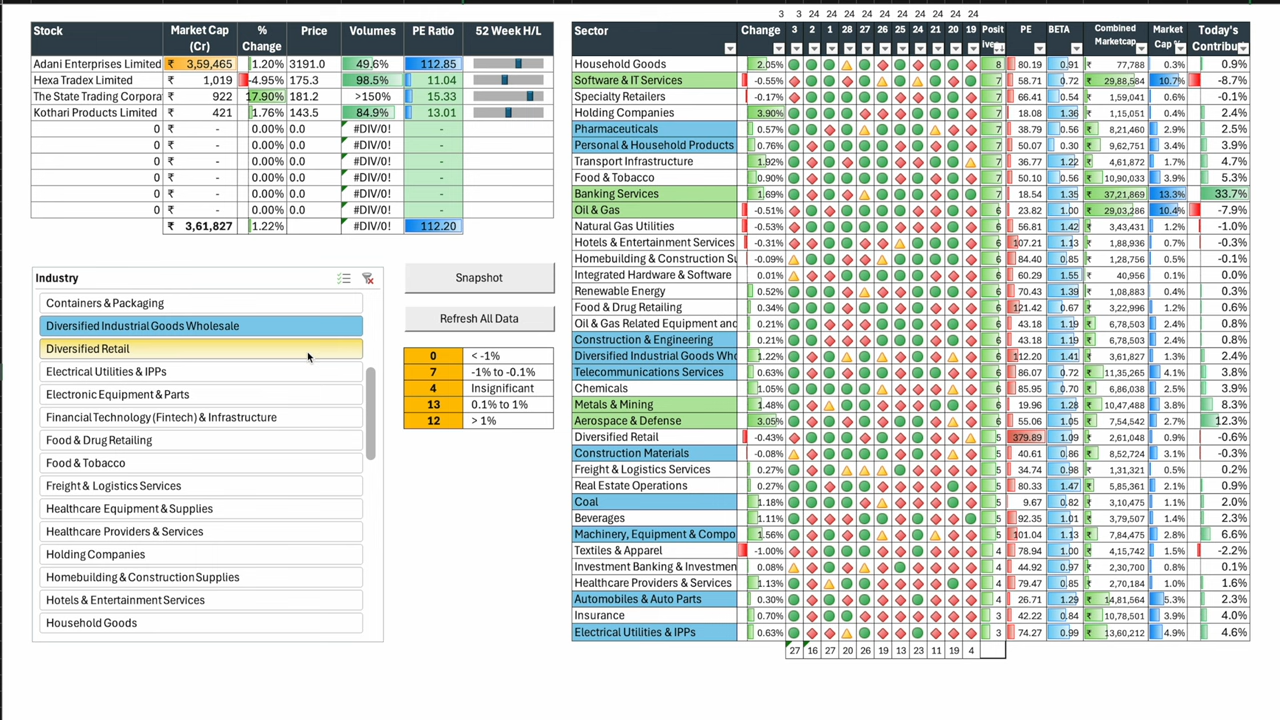 Stock Market Cap (Cr) % Change Price Volumes PE Ratio 52 Week H/L
Adani Enterprises Limited ₹ 3,59,465 1.20% 3191.0 49.6% 112.85
Hexa Tradex Limited ₹ 1,019 -4.95% 175.3 98.5% 11.04
The State Trading Corpora ₹ 922 17.90% 181.2 >150% 15.33
Kothari Products Limited ₹ 421 1.76% 143.5 84.9% 13.01
0 ₹ - 0.00% 0.0 #DIV/0! -
0 ₹ - 0.00% 0.0 #DIV/0! -
0 ₹ - 0.00% 0.0 #DIV/0! -
0 ₹ - 0.00% 0.0 #DIV/0! -
0 ₹ - 0.00% 0.0 #DIV/0! -
0 ₹ - 0.00% 0.0 #DIV/0! -
₹ 3,61,827 1.22% #DIV/0! 112.20
Industry
Containers & Packaging
Diversified Industrial Goods Wholesale
Diversified Retail
Electrical Utilities & IPPs
Electronic Equipment & Parts
Financial Technology (Fintech) & Infrastructure
Food & Drug Retailing
Food & Tobacco
Freight & Logistics Services
Healthcare Equipment & Supplies
Healthcare Providers & Services
Holding Companies
Homebuilding & Construction Supplies
Hotels & Entertainment Services
Household Goods
Snapshot
Refresh All Data
0 < -1%
7 -1% to -0.1%
4 Insignificant
13 0.1% to 1%
12 > 1%
3 3 24 24 24 24 24 24 24 24 24 24
Sector Change 3 2 1 28 27 26 25 24 21 20 19 Posit ives PE BETA Combined Marketcap Market Cap % Today's Contribu
Household Goods 2.05% 8 80.19 0.91 ₹ 77,788 0.3% 0.9%
Software & IT Services -0.55% 7 58.71 0.72 ₹ 29,88,584 10.7% -8.7%
Specialty Retailers -0.17% 7 66.41 0.54 ₹ 1,59,041 0.6% -0.1%
Holding Companies 3.90% 7 18.08 1.36 ₹ 1,15,051 0.4% 2.4%
Pharmaceuticals 0.57% 7 38.79 0.56 ₹ 8,21,460 2.9% 2.5%
Personal & Household Products 0.76% 7 50.07 0.30 ₹ 9,62,751 3.4% 3.9%
Transport Infrastructure 1.92% 7 36.77 1.22 ₹ 4,61,872 1.7% 4.7%
Food & Tobacco 0.90% 7 50.10 0.56 ₹ 10,90,033 3.9% 5.3%
Banking Services 1.69% 7 18.54 1.35 ₹ 37,21,869 13.3% 33.7%
Oil & Gas -0.51% 6 23.82 1.00 ₹ 29,03,286 10.4% -7.9%
Natural Gas Utilities -0.53% 6 56.81 1.42 ₹ 3,43,431 1.2% -1.0%
Hotels & Entertainment Services -0.31% 6 107.21 1.13 ₹ 1,88,936 0.7% -0.3%
Homebuilding & Construction Su -0.09% 6 84.40 0.85 ₹ 1,28,756 0.5% -0.1%
Integrated Hardware & Software 0.01% 6 60.29 1.55 ₹ 40,956 0.1% 0.0%
Renewable Energy 0.52% 6 70.43 1.39 ₹ 1,08,883 0.4% 0.3%
Food & Drug Retailing 0.34% 6 121.42 0.67 ₹ 3,22,996 1.2% 0.6%
Oil & Gas Related Equipment and 0.21% 6 43.18 1.19 ₹ 6,78,503 2.4% 0.8%
Construction & Engineering 0.21% 6 43.18 1.19 ₹ 6,78,503 2.4% 0.8%
Diversified Industrial Goods Who 1.22% 6 112.20 1.41 ₹ 3,61,827 1.3% 2.4%
Telecommunications Services 0.63% 6 86.07 0.72 ₹ 11,35,265 4.1% 3.8%
Chemicals 1.05% 6 85.95 0.70 ₹ 6,86,038 2.5% 3.9%
Metals & Mining 1.48% 6 19.96 1.28 ₹ 10,47,488 3.8% 8.3%
Aerospace & Defense 3.05% 6 55.06 1.05 ₹ 7,54,542 2.7% 12.3%
Diversified Retail -0.43% 5 379.89 1.09 ₹ 2,61,048 0.9% -0.6%
Construction Materials -0.08% 5 40.61 0.86 ₹ 8,52,724 3.1% -0.3%
Freight & Logistics Services 0.27% 5 34.74 0.98 ₹ 1,31,321 0.5% 0.2%
Real Estate Operations 0.27% 5 80.33 1.47 ₹ 5,85,361 2.1% 0.9%
Coal 1.18% 5 9.67 0.82 ₹ 3,10,475 1.1% 2.0%
Beverages 1.11% 5 92.35 1.01 ₹ 3,79,507 1.4% 2.3%
Machinery, Equipment & Compo 1.56% 5 101.04 1.13 ₹ 7,84,475 2.8% 6.6%
Textiles & Apparel -1.00% 4 78.94 1.00 ₹ 4,15,742 1.5% -2.2%
Investment Banking & Investmen 0.08% 4 44.92 0.97 ₹ 2,30,700 0.8% 0.1%
Healthcare Providers & Services 1.13% 4 79.47 0.85 ₹ 2,70,184 1.0% 1.6%
Automobiles & Auto Parts 0.30% 4 26.71 1.29 ₹ 14,81,564 5.3% 2.3%
Insurance 0.70% 3 42.22 0.84 ₹ 10,78,501 3.9% 4.0%
Electrical Utilities & IPPs 0.63% 3 74.27 0.99 ₹ 13,60,212 4.9% 4.6%
27 16 27 20 26 19 13 23 11 19 4